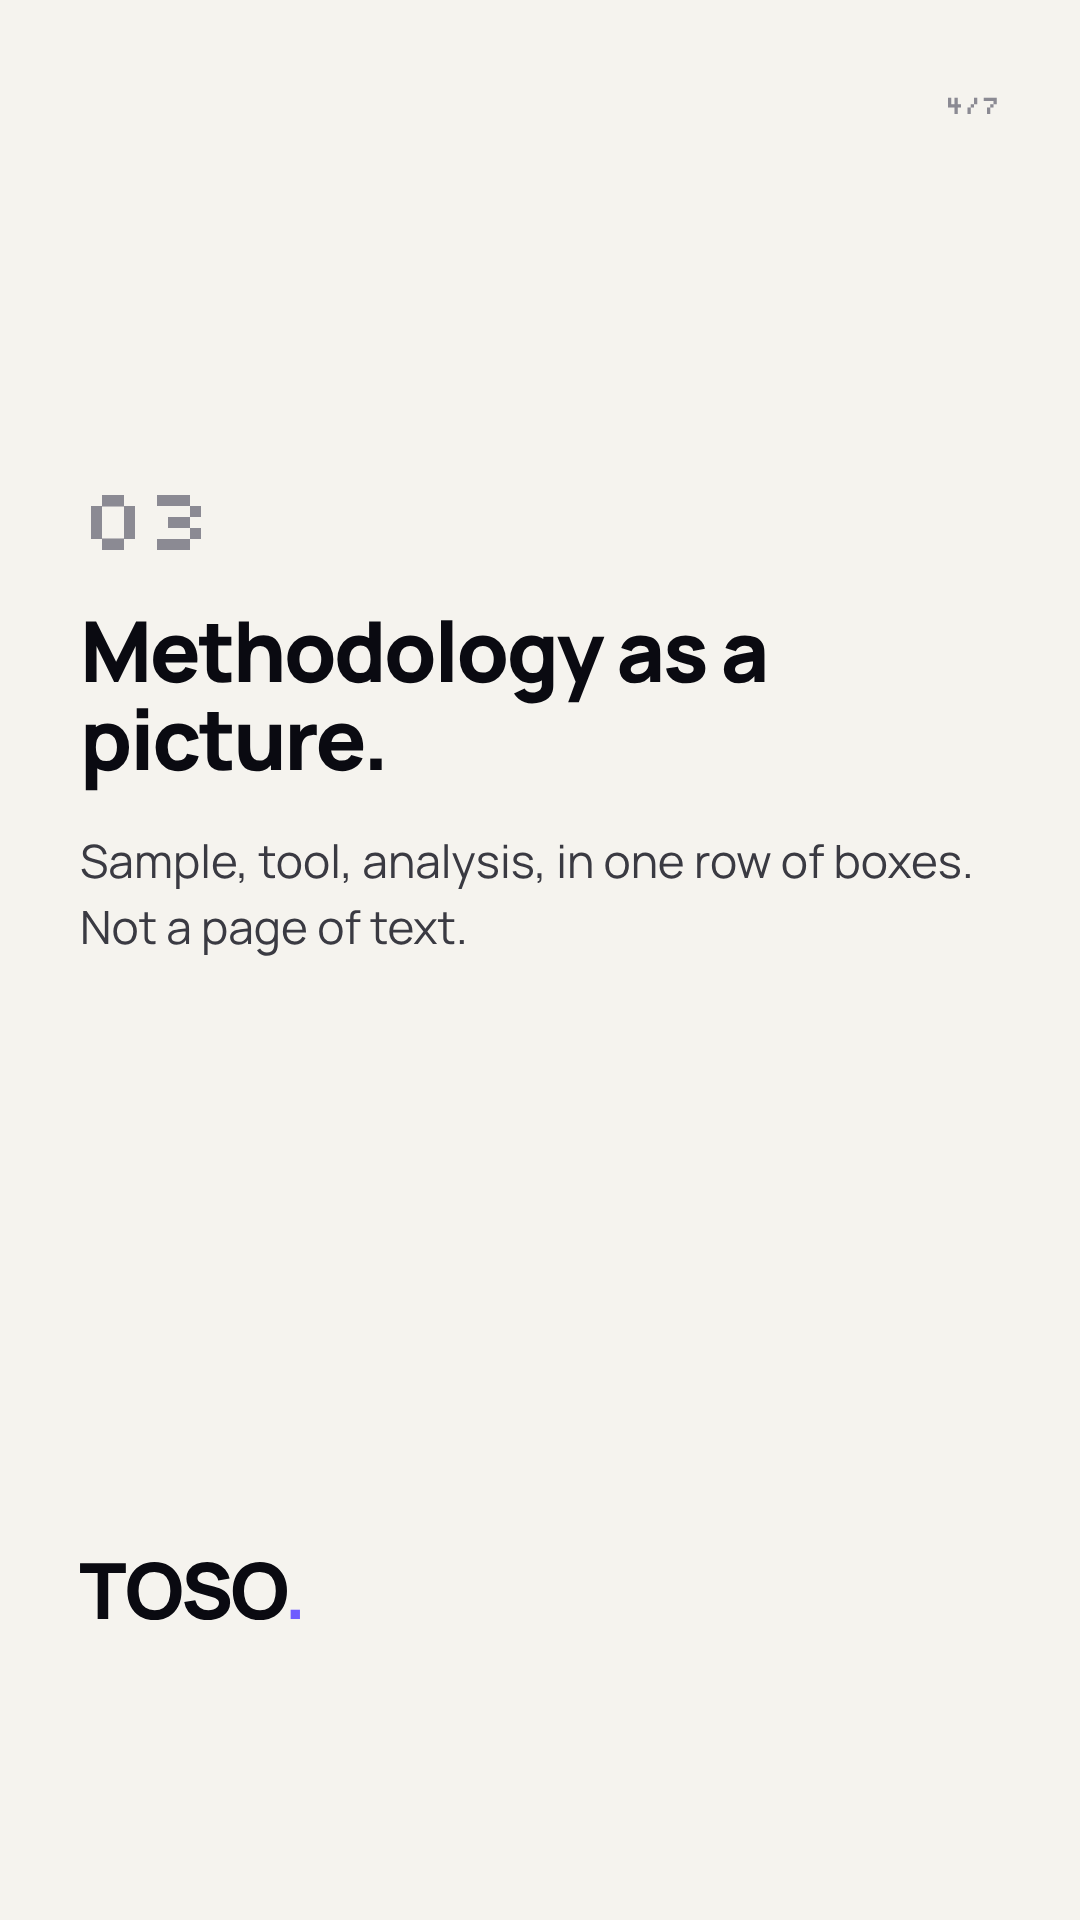 4/7
03
Methodology as a
picture.
Sample, tool, analysis, in one row of boxes.
Not a page of text.
TOSO.